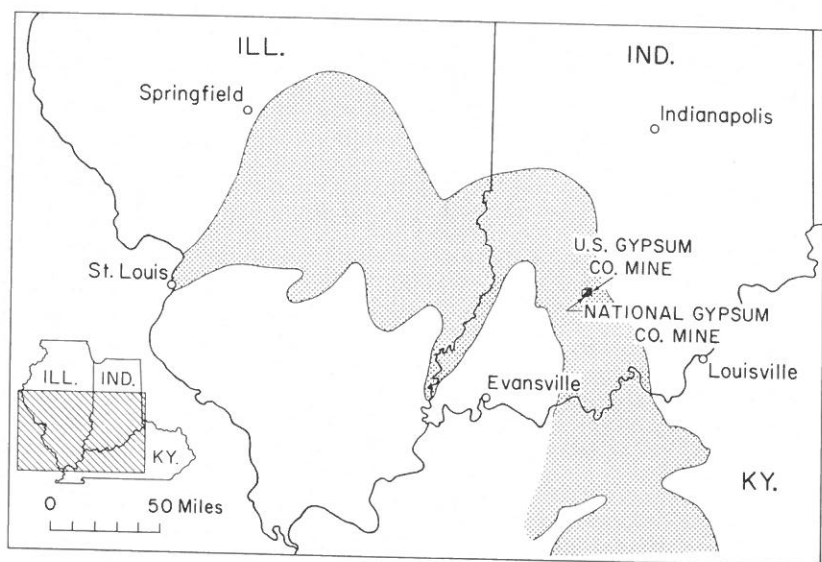 ILL.
IND.
Springfield
Indianapolis
U.S. GYPSUM
CO. MINE
St. Louis
NATIONAL GYPSUM
CO. MINE
Louisville
Evansville
ILL.
IND.
KY.
KY.
0 50 Miles